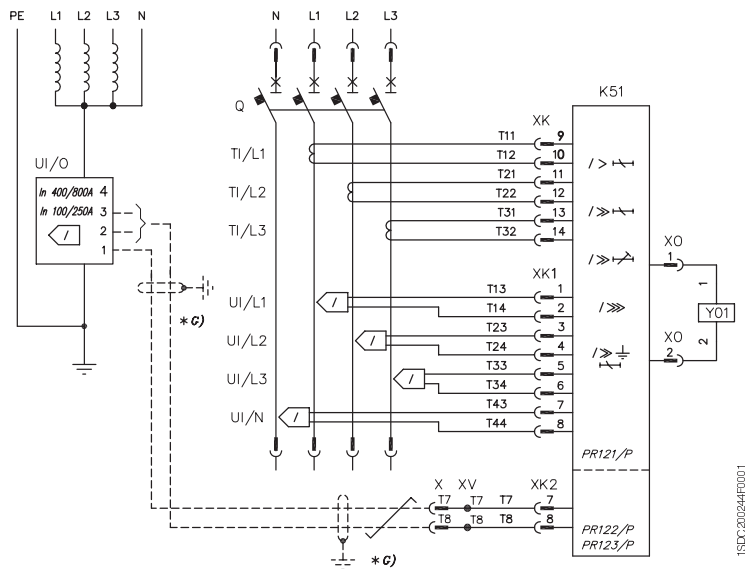 PE L1 L2 L3 N
N L1 L2 L3
Q
K51
XK
T11 9
T12 10
T21 11
T22 12
T31 13
T32 14
TI/L1
TI/L2
TI/L3
UI/O
In 400/800A 4
In 100/250A 3
2
1
/
* G)
XK1
T13 1
T14 2
T23 3
T24 4
T33 5
T34 6
T43 7
T44 8
UI/L1 /
UI/L2 /
UI/L3 /
UI/N /
/ >
/ ≫
/ ≫
/ ⋙
/ ≫
XO
1
1
YO1
2
XO
2
PR121/P
X XV XK2
T7 T7 T7 7
T8 T8 T8 8
PR122/P
PR123/P
* G)
1SDC200244F0001